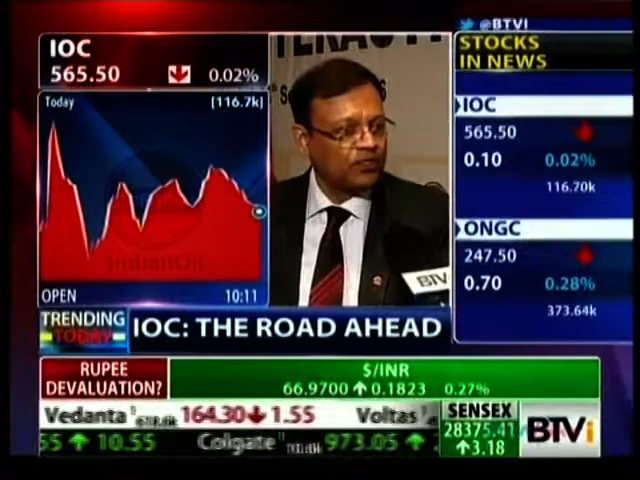 @BTVI
IOC
565.50 0.02%
Today [116.7k]
IndianOil
OPEN 10:11
STOCKS
IN NEWS
IOC
565.50
0.10 0.02%
116.70k
ONGC
247.50
0.70 0.28%
373.64k
BTV
TRENDING
TODAY
IOC: THE ROAD AHEAD
RUPEE
DEVALUATION?
$/INR
66.9700 0.1823 0.27%
Vedanta 164.30 1.55 Voltas
55 10.55 Colgate 973.05
SENSEX
28375.41
3.18
BTVi